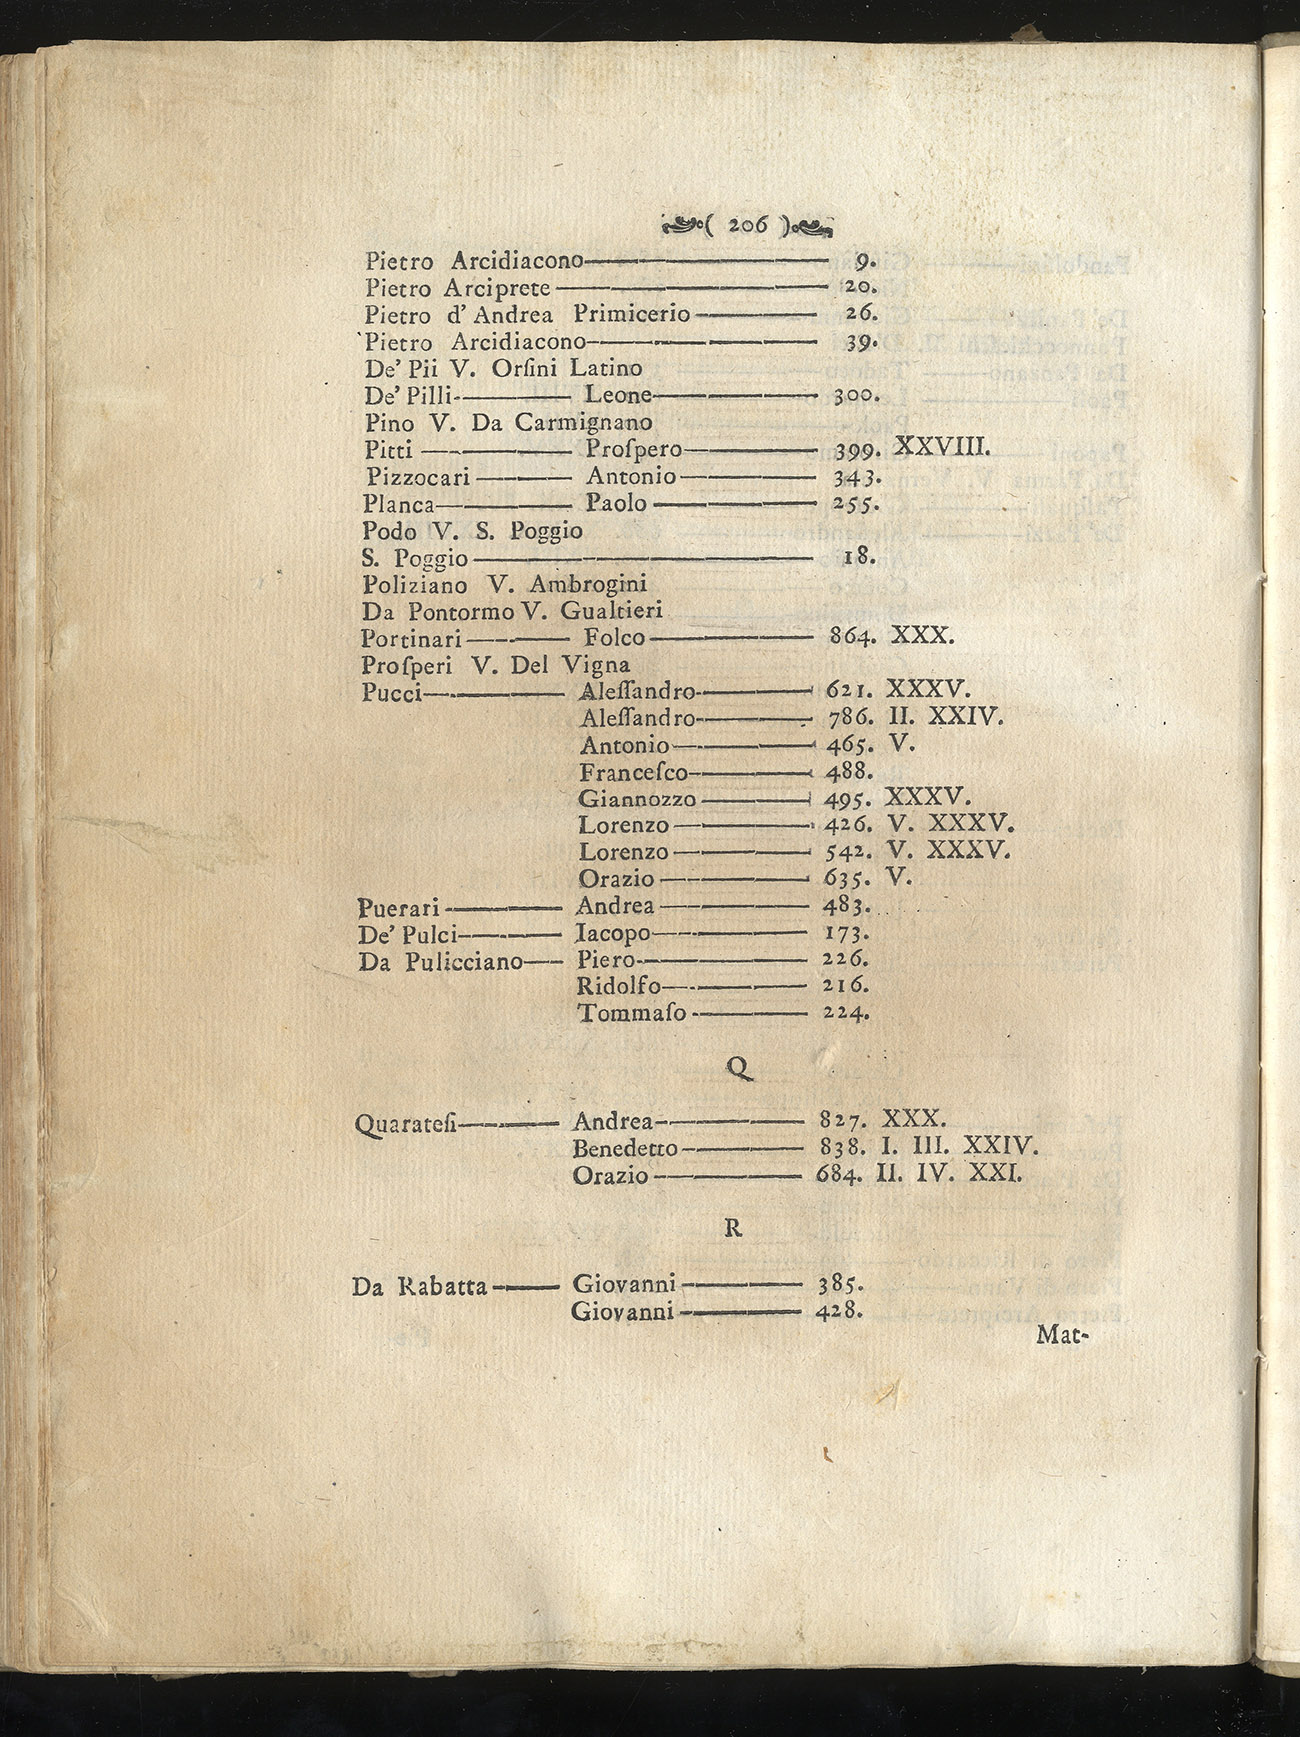 ( 206 )
Pietro Arcidiacono 9.
Pietro Arciprete 20.
Pietro d' Andrea Primicerio 26.
Pietro Arcidiacono 39.
De' Pii V. Orſini Latino
De' Pilli Leone 300.
Pino V. Da Carmignano
Pitti Proſpero 399. XXVIII.
Pizzocari Antonio 343.
Planca Paolo 255.
Podo V. S. Poggio
S. Poggio 18.
Poliziano V. Ambrogini
Da Pontormo V. Gualtieri
Portinari Folco 864. XXX.
Proſperi V. Del Vigna
Pucci Aleſſandro 621. XXXV.
Aleſſandro 786. II. XXIV.
Antonio 465. V.
Franceſco 488.
Giannozzo 495. XXXV.
Lorenzo 426. V. XXXV.
Lorenzo 542. V. XXXV.
Orazio 635. V.
Puerari Andrea 483.
De' Pulci Iacopo 173.
Da Pulicciano Piero 226.
Ridolfo 216.
Tommaſo 224.
Q
Quarateſi Andrea 827. XXX.
Benedetto 838. I. III. XXIV.
Orazio 684. II. IV. XXI.
R
Da Rabatta Giovanni 385.
Giovanni 428.
Mat-